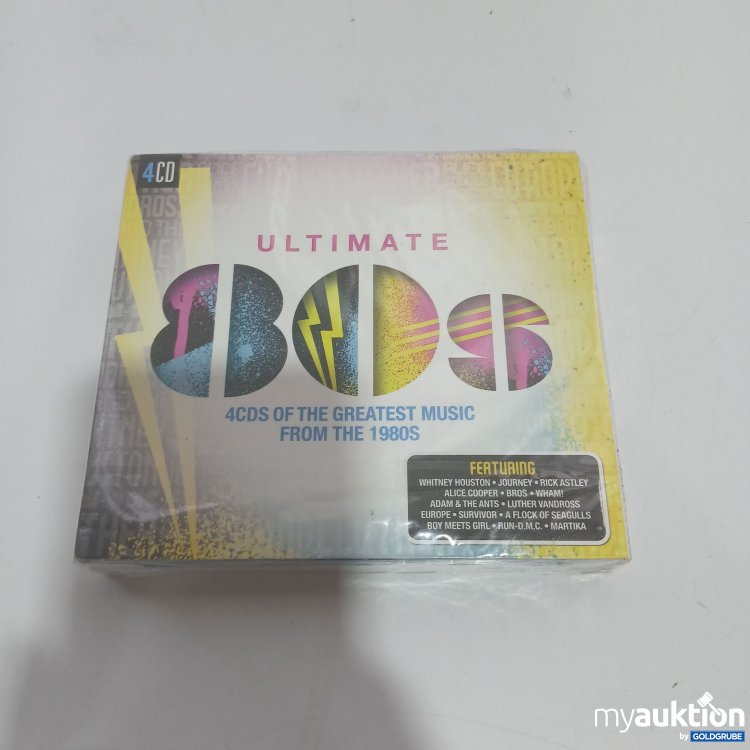 4CD
ULTIMATE
80s
4CDS OF THE GREATEST MUSIC
FROM THE 1980S
FEATURING
WHITNEY HOUSTON • JOURNEY • RICK ASTLEY
ALICE COOPER • BROS • WHAM!
ADAM & THE ANTS • LUTHER VANDROSS
EUROPE • SURVIVOR • A FLOCK OF SEAGULLS
BOY MEETS GIRL • RUN-D.M.C. • MARTIKA
myauktion
by GOLDGRUBE